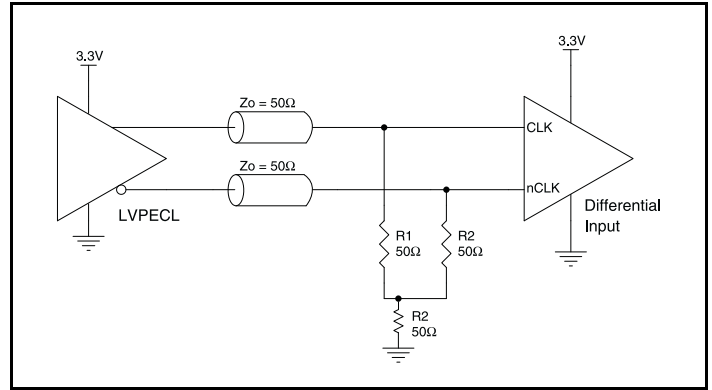 3.3V
3.3V
Zo = 50Ω
CLK
Zo = 50Ω
nCLK
LVPECL
Differential
Input
R1
50Ω
R2
50Ω
R2
50Ω